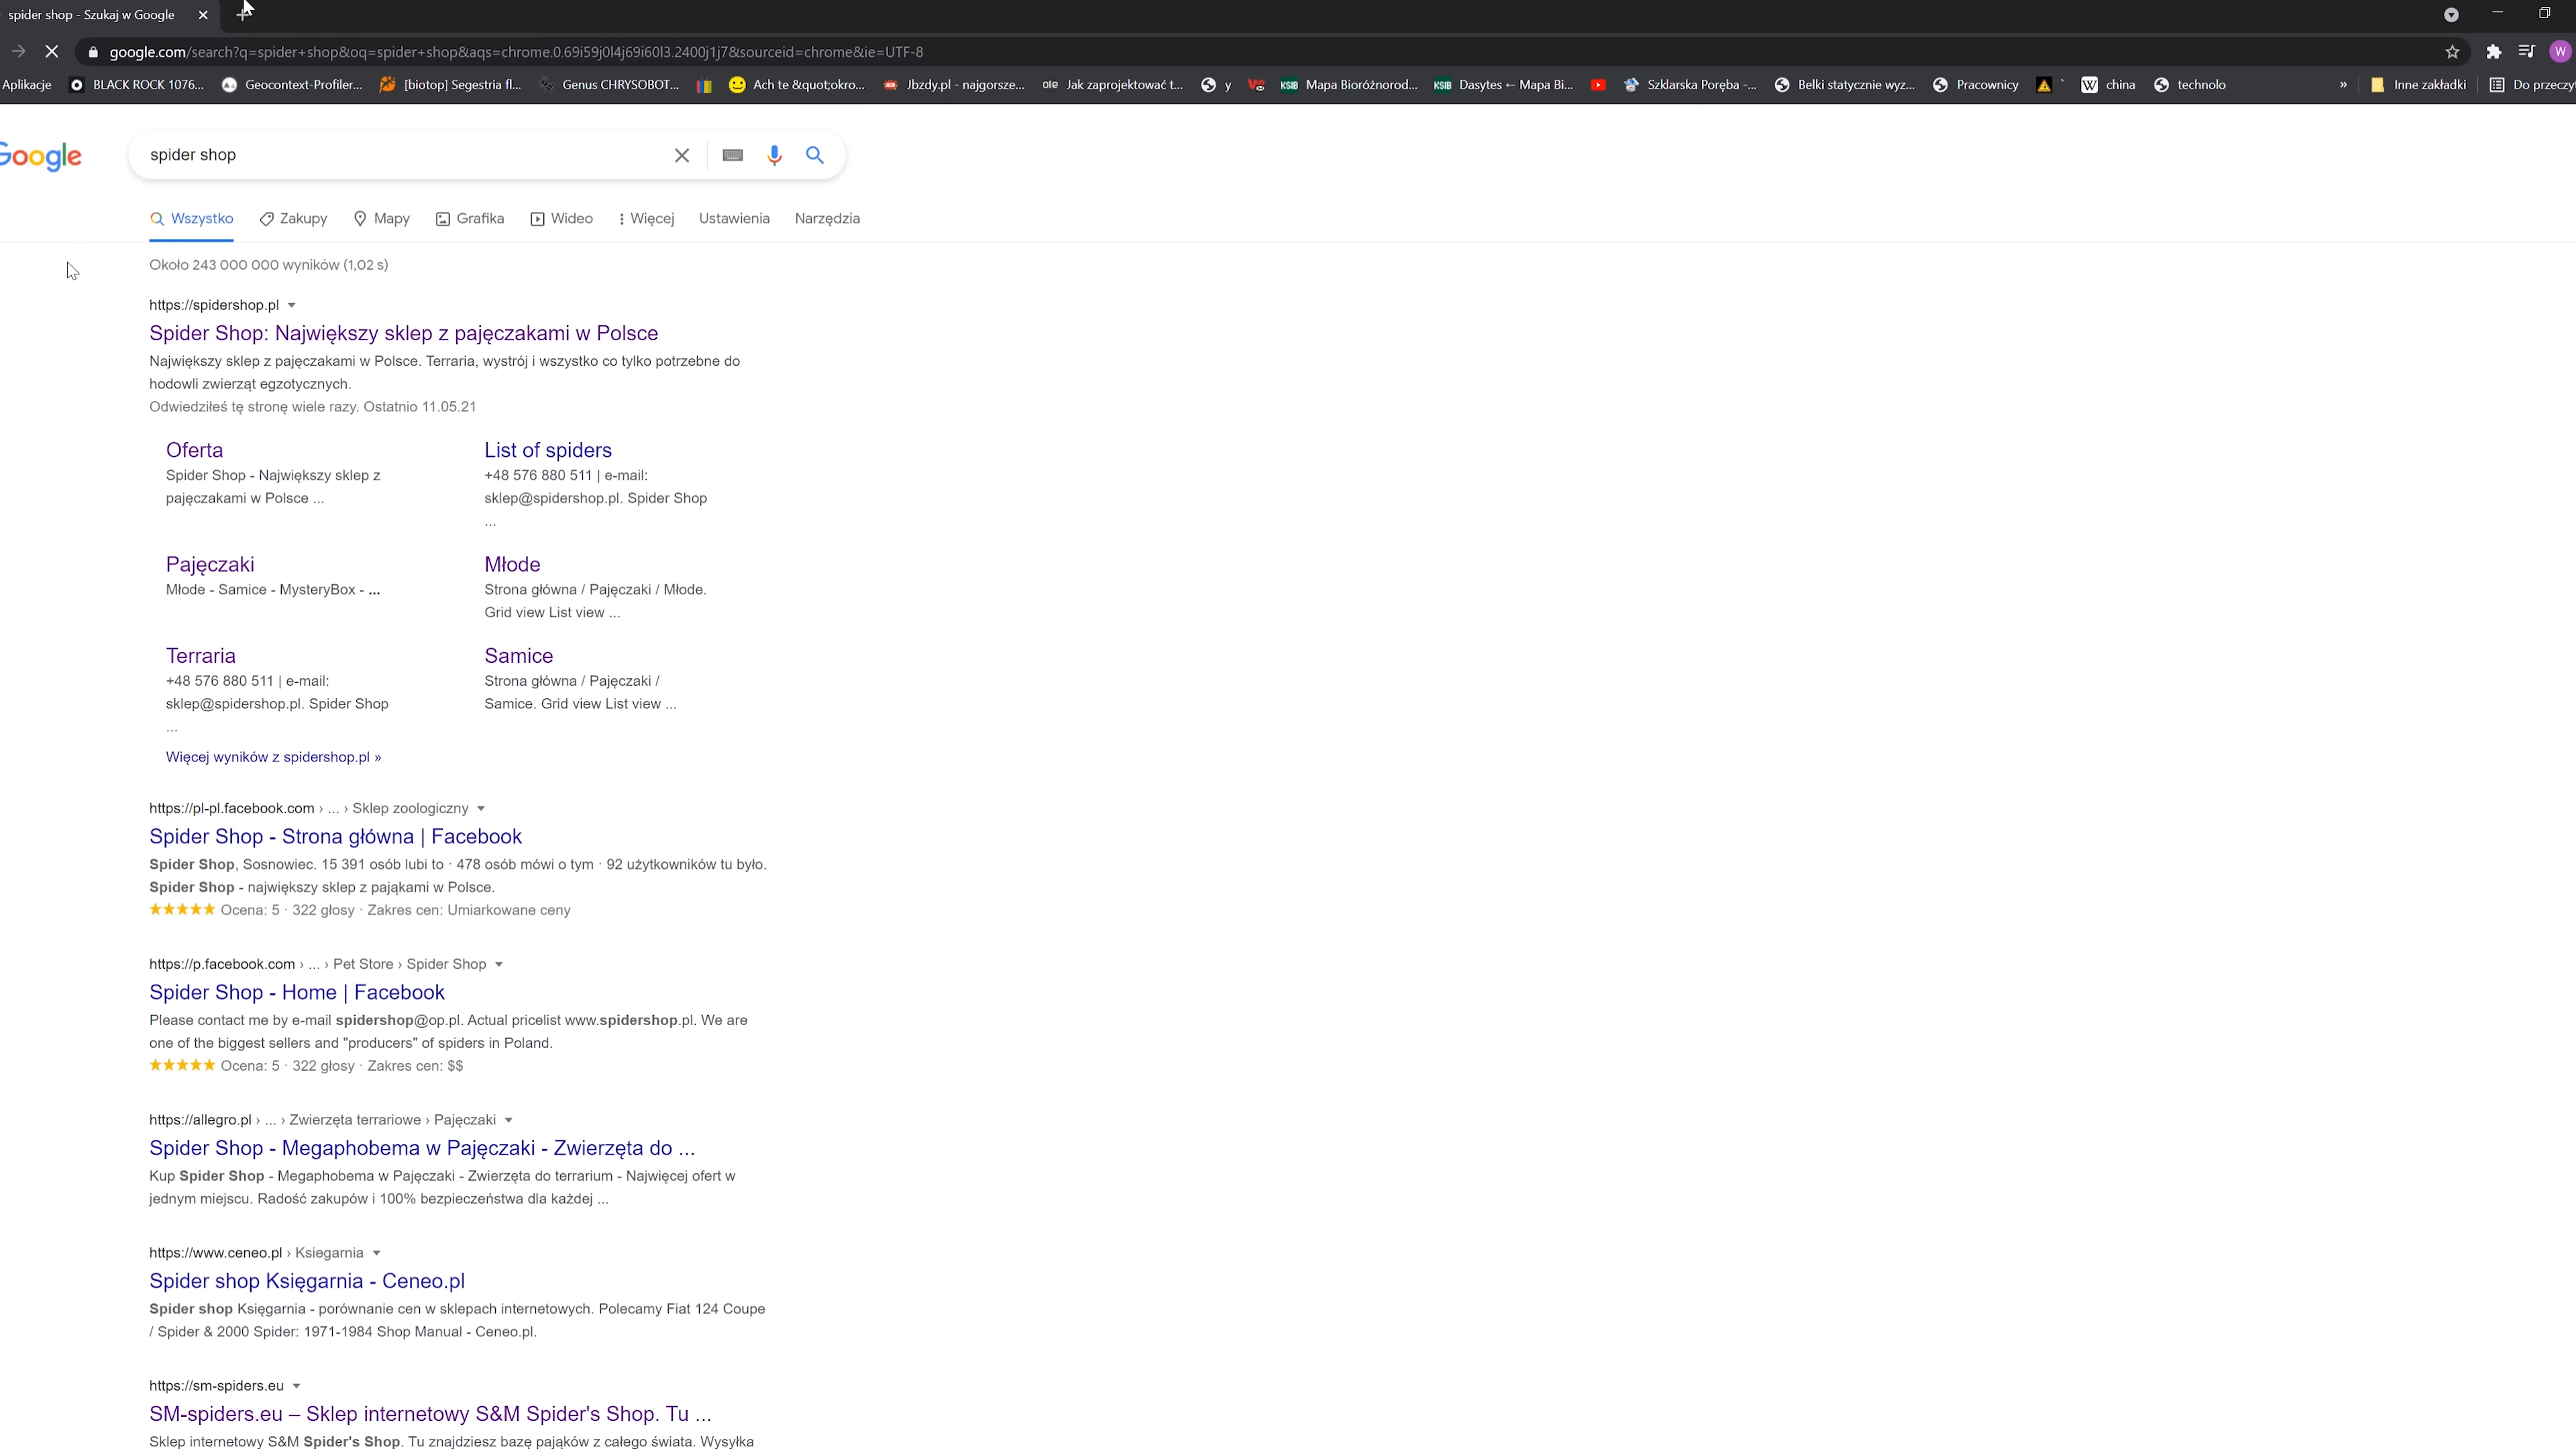 spider shop - Szukaj w Google
google.com/search?q=spider+shop&oq=spider+shop&aqs=chrome.0.69i59j0l4j69i60l3.2400j1j7&sourceid=chrome&ie=UTF-8
W
Aplikacje BLACK ROCK 1076... Geocontext-Profiler... [biotop] Segestria fl... Genus CHRYSOBOT... Ach te &quot;okro... Jbzdy.pl - najgorsze... ole Jak zaprojektować t... y KSIB Mapa Bioróżnorod... KSIB Dasytes ← Mapa Bi... Szklarska Poręba -... Belki statycznie wyz... Pracownicy ` W china technolo » Inne zakładki Do przeczy
Google
spider shop
Wszystko Zakupy Mapy Grafika Wideo Więcej Ustawienia Narzędzia
Około 243 000 000 wyników (1,02 s)
https://spidershop.pl
Spider Shop: Największy sklep z pajęczakami w Polsce
Największy sklep z pajęczakami w Polsce. Terraria, wystrój i wszystko co tylko potrzebne do
hodowli zwierząt egzotycznych.
Odwiedziłeś tę stronę wiele razy. Ostatnio 11.05.21
Oferta
Spider Shop - Największy sklep z
pajęczakami w Polsce ...
List of spiders
+48 576 880 511 | e-mail:
sklep@spidershop.pl. Spider Shop
...
Pajęczaki
Młode - Samice - MysteryBox - ...
Młode
Strona główna / Pajęczaki / Młode.
Grid view List view ...
Terraria
+48 576 880 511 | e-mail:
sklep@spidershop.pl. Spider Shop
...
Samice
Strona główna / Pajęczaki /
Samice. Grid view List view ...
Więcej wyników z spidershop.pl »
https://pl-pl.facebook.com › ... › Sklep zoologiczny
Spider Shop - Strona główna | Facebook
Spider Shop, Sosnowiec. 15 391 osób lubi to · 478 osób mówi o tym · 92 użytkowników tu było.
Spider Shop - największy sklep z pająkami w Polsce.
★★★★★ Ocena: 5 · 322 głosy · Zakres cen: Umiarkowane ceny
https://p.facebook.com › ... › Pet Store › Spider Shop
Spider Shop - Home | Facebook
Please contact me by e-mail spidershop@op.pl. Actual pricelist www.spidershop.pl. We are
one of the biggest sellers and "producers" of spiders in Poland.
★★★★★ Ocena: 5 · 322 głosy · Zakres cen: $$
https://allegro.pl › ... › Zwierzęta terrariowe › Pajęczaki
Spider Shop - Megaphobema w Pajęczaki - Zwierzęta do ...
Kup Spider Shop - Megaphobema w Pajęczaki - Zwierzęta do terrarium - Najwięcej ofert w
jednym miejscu. Radość zakupów i 100% bezpieczeństwa dla każdej ...
https://www.ceneo.pl › Ksiegarnia
Spider shop Księgarnia - Ceneo.pl
Spider shop Księgarnia - porównanie cen w sklepach internetowych. Polecamy Fiat 124 Coupe
/ Spider & 2000 Spider: 1971-1984 Shop Manual - Ceneo.pl.
https://sm-spiders.eu
SM-spiders.eu – Sklep internetowy S&M Spider's Shop. Tu ...
Sklep internetowy S&M Spider's Shop. Tu znajdziesz bazę pająków z całego świata. Wysyłka